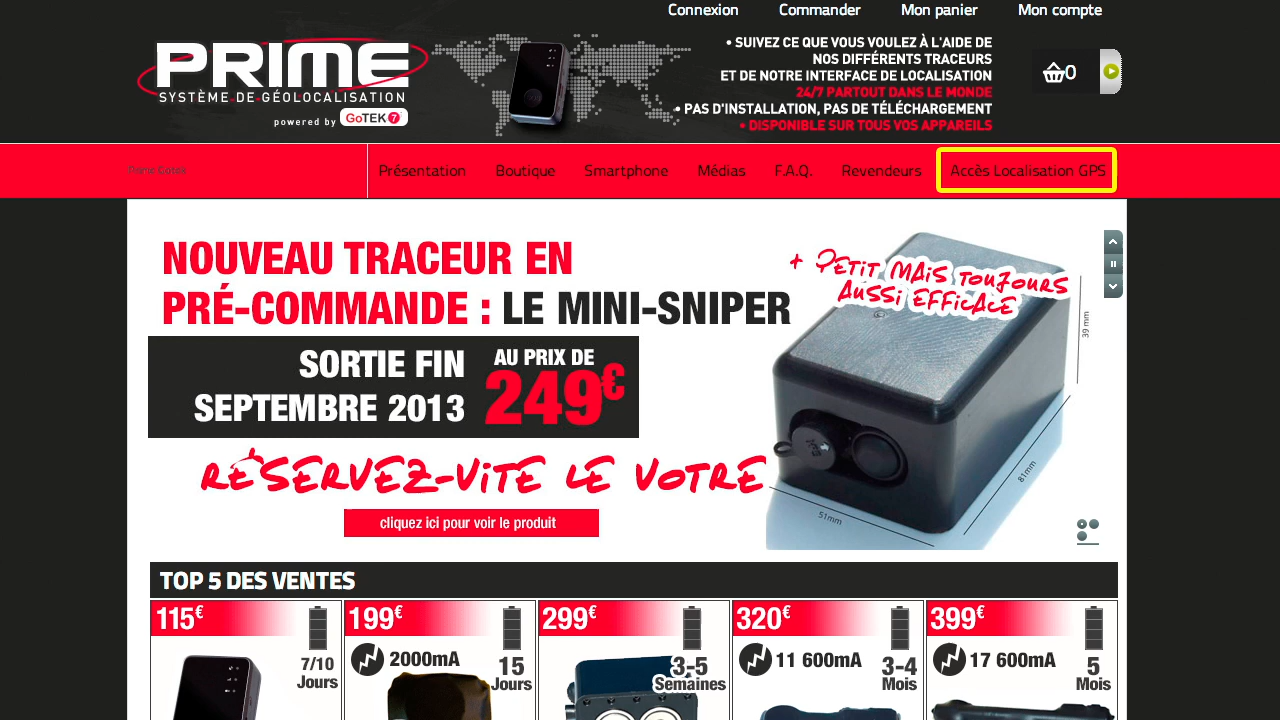 Connexion Commander Mon panier Mon compte
PRIME
SYSTÈME-DE-GÉOLOCALISATION
powered by GoTEK7
• SUIVEZ CE QUE VOUS VOULEZ À L'AIDE DE
NOS DIFFÉRENTS TRACEURS
ET DE NOTRE INTERFACE DE LOCALISATION
24/7 PARTOUT DANS LE MONDE
• PAS D'INSTALLATION, PAS DE TÉLÉCHARGEMENT
• DISPONIBLE SUR TOUS VOS APPAREILS
0
Prime Gotek
Présentation Boutique Smartphone Médias F.A.Q. Revendeurs Accès Localisation GPS
NOUVEAU TRACEUR EN
PRÉ-COMMANDE : LE MINI-SNIPER
+ PETIT MAIS TOUJOURS
AUSSI EFFICACE
SORTIE FIN
SEPTEMBRE 2013
AU PRIX DE
249€
RÉSERVEZ-VITE LE VOTRE
cliquez ici pour voir le produit
39 mm
81mm
51mm
TOP 5 DES VENTES
115€
7/10
Jours
199€
2000mA
15
Jours
299€
3-5
Semaines
320€
11 600mA
3-4
Mois
399€
17 600mA
5
Mois